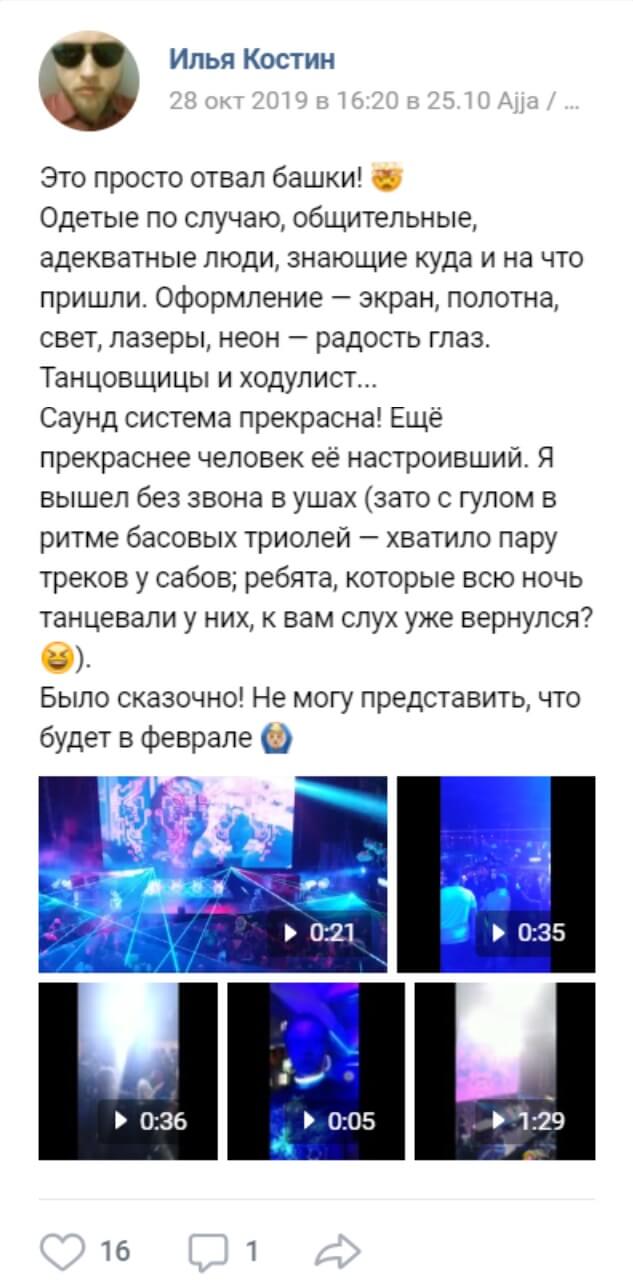 Илья Костин
28 окт 2019 в 16:20 в 25.10 Ajja / ...
Это просто отвал башки! 🤯
Одетые по случаю, общительные,
адекватные люди, знающие куда и на что
пришли. Оформление — экран, полотна,
свет, лазеры, неон — радость глаз.
Танцовщицы и ходулист...
Саунд система прекрасна! Ещё
прекраснее человек её настроивший. Я
вышел без звона в ушах (зато с гулом в
ритме басовых триолей — хватило пару
треков у сабов; ребята, которые всю ночь
танцевали у них, к вам слух уже вернулся?
😆).
Было сказочно! Не могу представить, что
будет в феврале 🙆🏼‍♂️
0:21
0:35
0:36
0:05
1:29
16
1